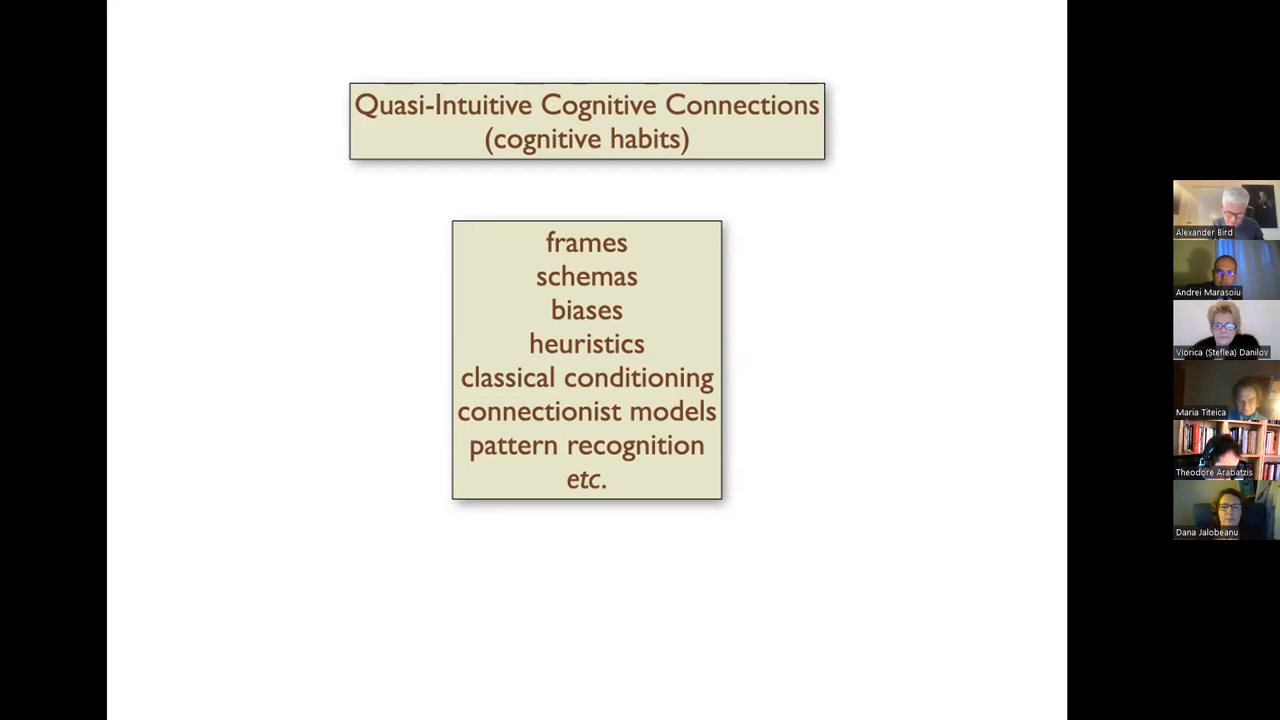 Quasi-Intuitive Cognitive Connections
(cognitive habits)
frames
schemas
biases
heuristics
classical conditioning
connectionist models
pattern recognition
etc.
Alexander Bird
Andrei Marasoiu
Viorica (Steflea) Danilov
Maria Titeica
Theodore Arabatzis
Dana Jalobeanu